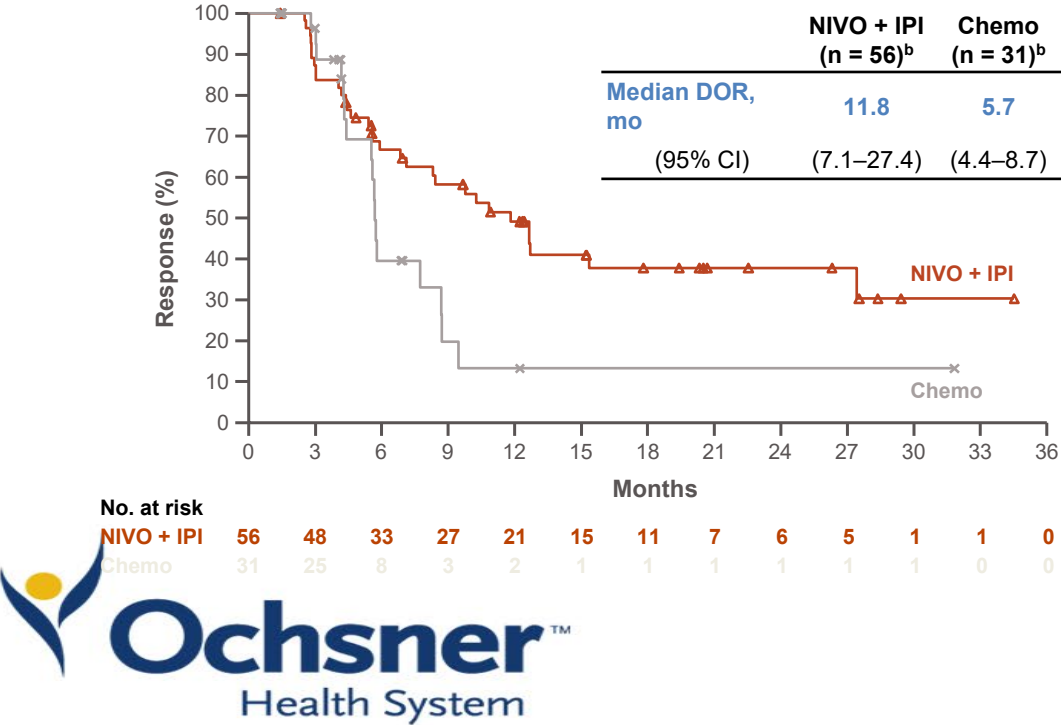 NIVO + IPI Chemo
(n = 56)b (n = 31)b
Median DOR, mo 11.8 5.7
(95% CI) (7.1–27.4) (4.4–8.7)
Response (%)
100
90
80
70
60
50
40
30
20
10
0
NIVO + IPI
Chemo
0 3 6 9 12 15 18 21 24 27 30 33 36
Months
No. at risk
NIVO + IPI 56 48 33 27 21 15 11 7 6 5 1 1 0
Chemo 31 25 8 3 2 1 1 1 1 1 1 0 0
Ochsner™
Health System